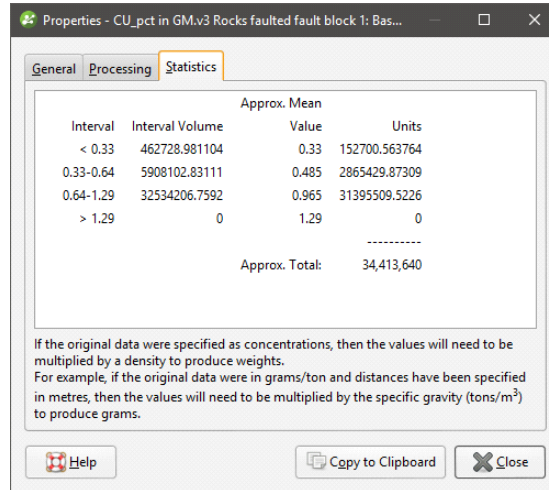 Properties - CU_pct in GM.v3 Rocks faulted fault block 1: Bas...
General Processing Statistics
Approx. Mean
Interval Interval Volume Value Units
< 0.33 462728.981104 0.33 152700.563764
0.33-0.64 5908102.83111 0.485 2865429.87309
0.64-1.29 32534206.7592 0.965 31395509.5226
> 1.29 0 1.29 0
----------
Approx. Total: 34,413,640
If the original data were specified as concentrations, then the values will need to be
multiplied by a density to produce weights.
For example, if the original data were in grams/ton and distances have been specified
in metres, then the values will need to be multiplied by the specific gravity (tons/m³)
to produce grams.
Help Copy to Clipboard Close